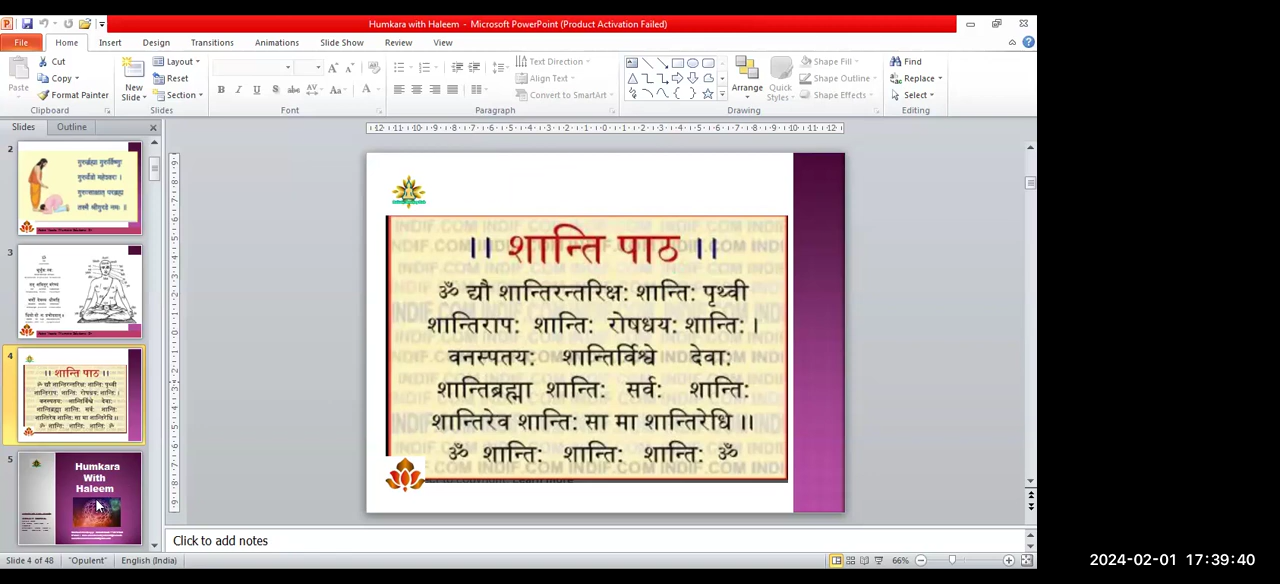 Humkara with Haleem - Microsoft PowerPoint (Product Activation Failed)
File Home Insert Design Transitions Animations Slide Show Review View
Cut
Copy
Format Painter
Paste
Clipboard
New Slide
Layout
Reset
Section
Slides
Font
Text Direction
Align Text
Convert to SmartArt
Paragraph
Arrange
Quick Styles
Shape Fill
Shape Outline
Shape Effects
Drawing
Find
Replace
Select
Editing
Slides Outline
2
3
4
।। शान्ति पाठ ।।
5
Humkara
With
Haleem
।। शान्ति पाठ ।।
ॐ द्यौ शान्तिरन्तरिक्ष: शान्ति: पृथ्वी
शान्तिराप: शान्ति: रोषधय: शान्ति: ।
वनस्पतय: शान्तिर्विश्वे देवा:
शान्तिब्रह्मा शान्ति: सर्व: शान्ति:
शान्तिरेव शान्ति: सा मा शान्तिरेधि ।।
ॐ शान्ति: शान्ति: शान्ति: ॐ
Click to add notes
Slide 4 of 48 "Opulent" English (India) 66%
2024-02-01 17:39:40